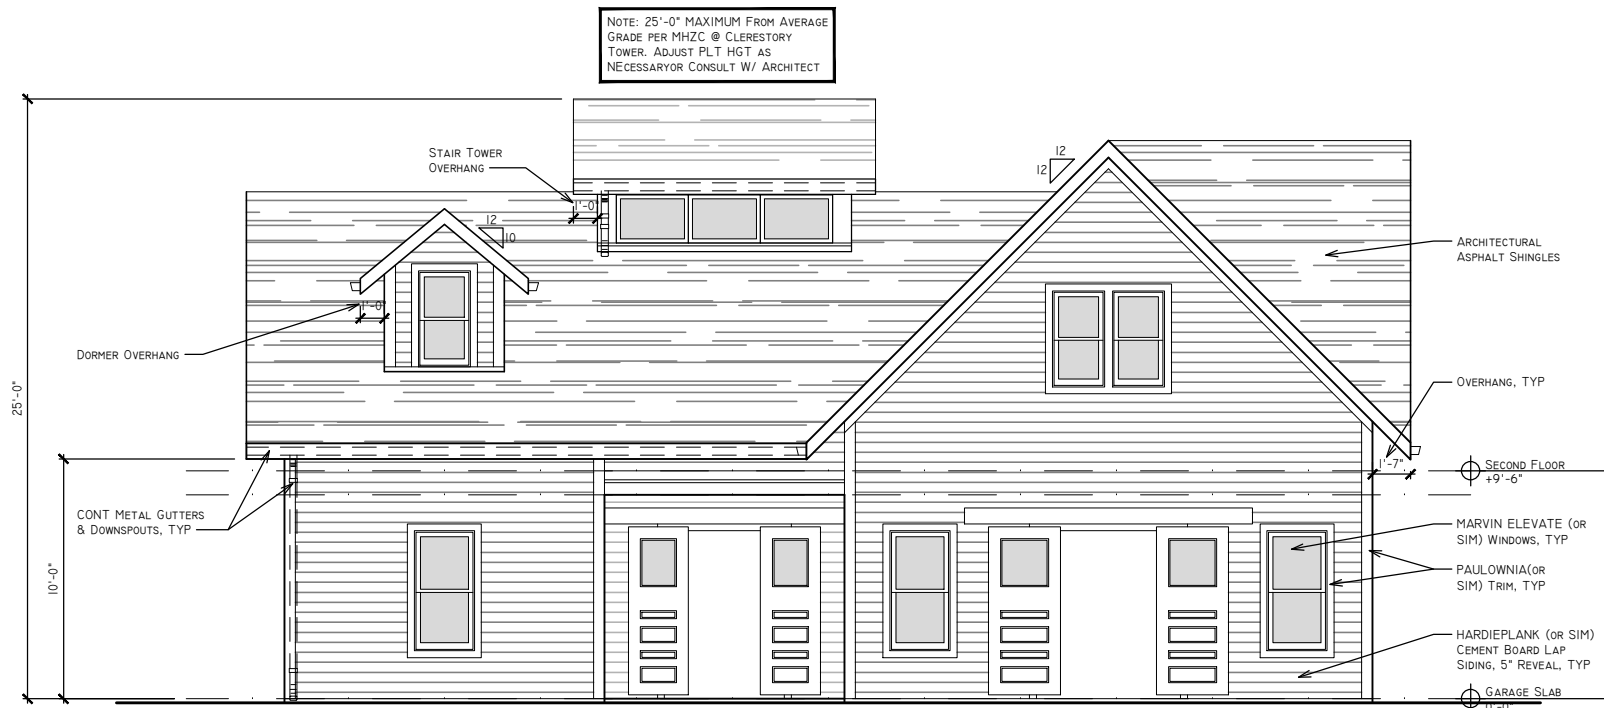 NOTE: 25'-0" MAXIMUM FROM AVERAGE
GRADE PER MHZC @ CLERESTORY
TOWER. ADJUST PLT HGT AS
NECESSARYOR CONSULT W/ ARCHITECT
STAIR TOWER
OVERHANG
1'-0"
12
12
12
10
ARCHITECTURAL
ASPHALT SHINGLES
1'-0"
DORMER OVERHANG
25'-0"
OVERHANG, TYP
1'-7"
SECOND FLOOR
+9'-6"
CONT METAL GUTTERS
& DOWNSPOUTS, TYP
10'-0"
MARVIN ELEVATE (OR
SIM) WINDOWS, TYP
PAULOWNIA(OR
SIM) TRIM, TYP
HARDIEPLANK (OR SIM)
CEMENT BOARD LAP
SIDING, 5" REVEAL, TYP
GARAGE SLAB